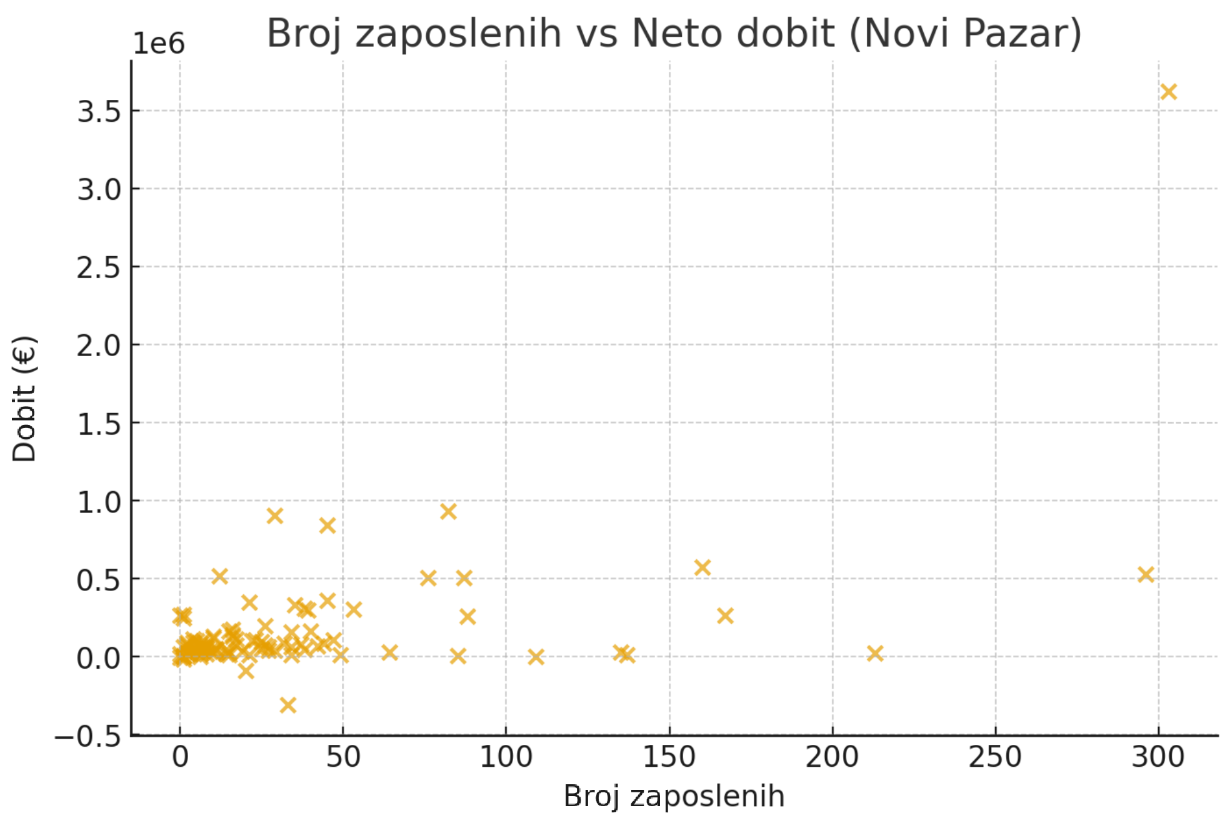 Broj zaposlenih vs Neto dobit (Novi Pazar)
1e6
3.5
3.0
2.5
2.0
1.5
1.0
0.5
0.0
−0.5
Dobit (€)
0 50 100 150 200 250 300
Broj zaposlenih